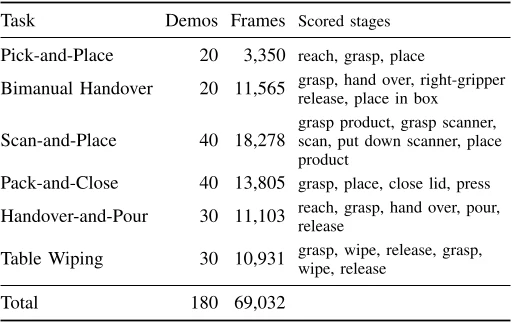 Task Demos Frames Scored stages
Pick-and-Place 20 3,350 reach, grasp, place
Bimanual Handover 20 11,565 grasp, hand over, right-gripper
release, place in box
Scan-and-Place 40 18,278 grasp product, grasp scanner,
scan, put down scanner, place
product
Pack-and-Close 40 13,805 grasp, place, close lid, press
Handover-and-Pour 30 11,103 reach, grasp, hand over, pour,
release
Table Wiping 30 10,931 grasp, wipe, release, grasp,
wipe, release
Total 180 69,032